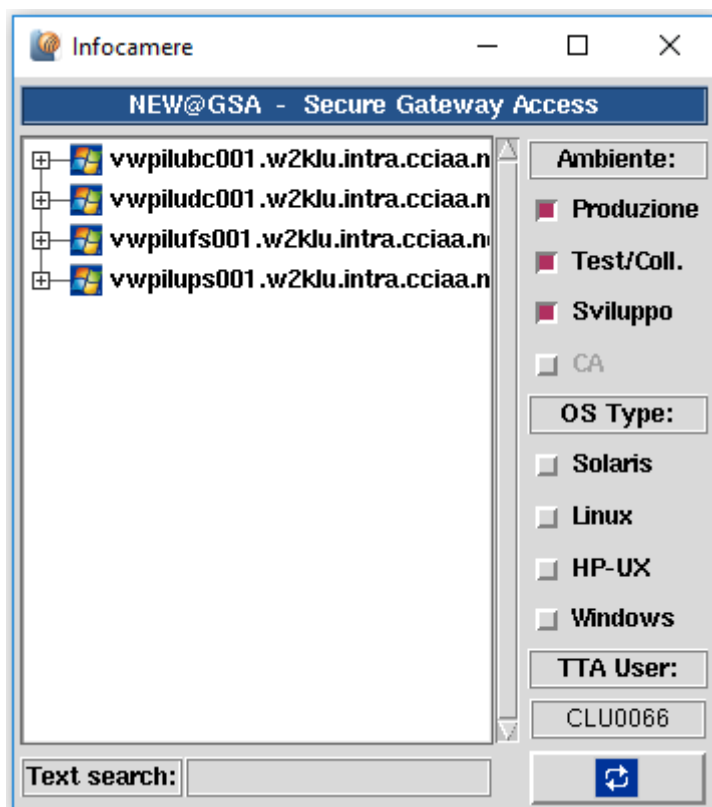 Infocamere
NEW@GSA - Secure Gateway Access
vwpilubc001.w2klu.intra.cciaa.n
vwpiludc001.w2klu.intra.cciaa.n
vwpilufs001.w2klu.intra.cciaa.n
vwpilups001.w2klu.intra.cciaa.n
Ambiente:
Produzione
Test/Coll.
Sviluppo
CA
OS Type:
Solaris
Linux
HP-UX
Windows
TTA User:
CLU0066
Text search: